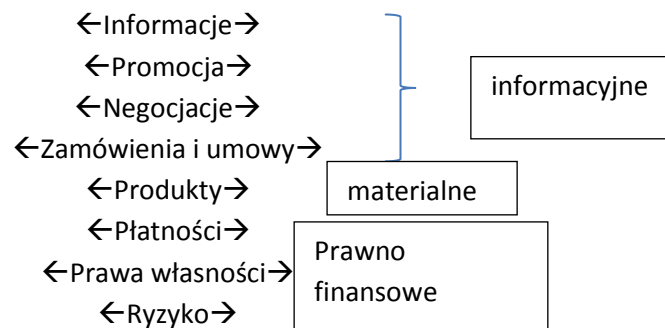 ←Informacje→
←Promocja→
←Negocjacje→
←Zamówienia i umowy→
←Produkty→
←Płatności→
←Prawa własności→
←Ryzyko→
informacyjne
materialne
Prawno
finansowe